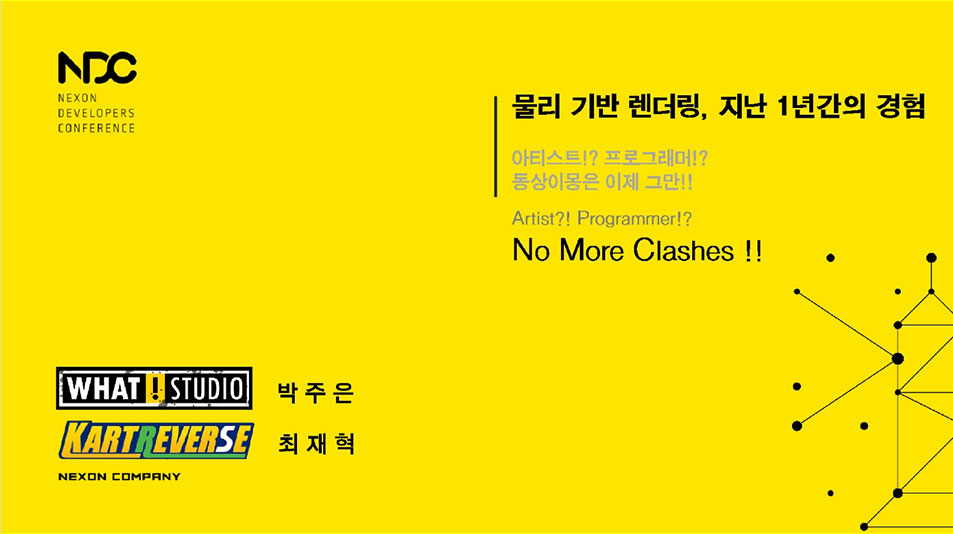 NDC
NEXON
DEVELOPERS
CONFERENCE
물리 기반 렌더링, 지난 1년간의 경험
아티스트!? 프로그래머!?
동상이몽은 이제 그만!!
Artist?! Programmer!?
No More Clashes !!
WHAT ! STUDIO 박 주 은
KARTREVERSE 최 재 혁
NEXON COMPANY